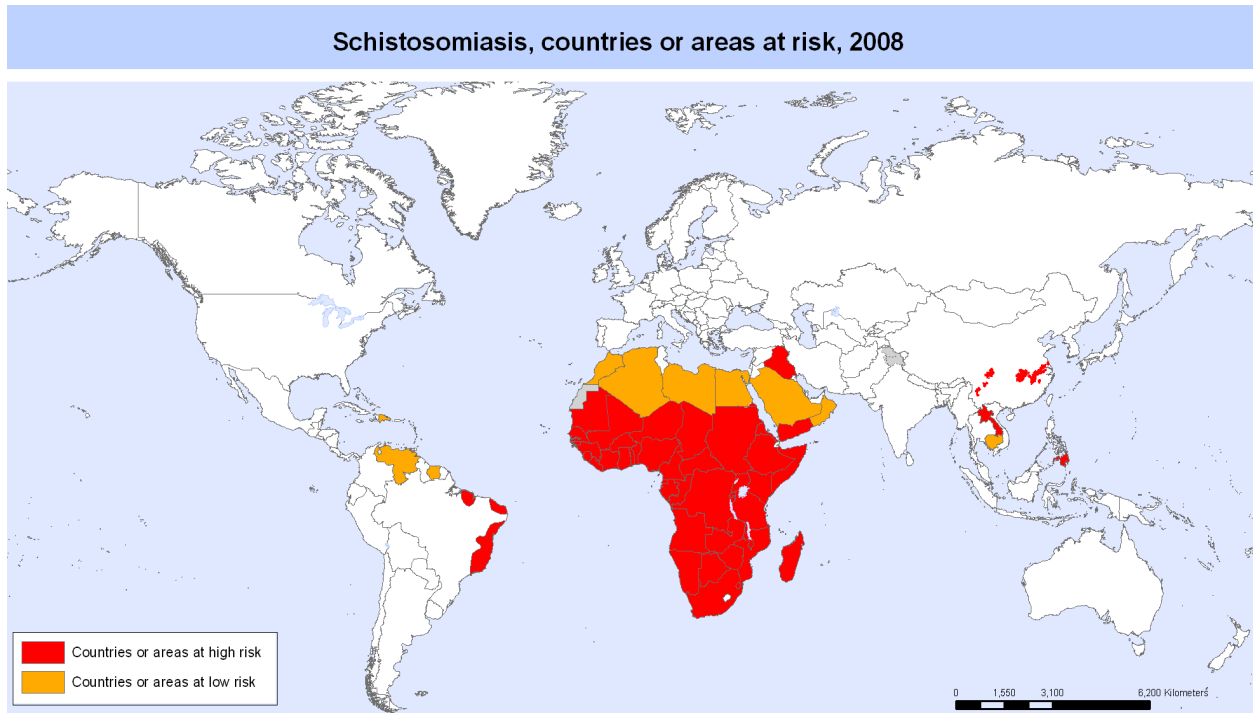 Schistosomiasis, countries or areas at risk, 2008
Countries or areas at high risk
Countries or areas at low risk
0 1,550 3,100 6,200 Kilometers